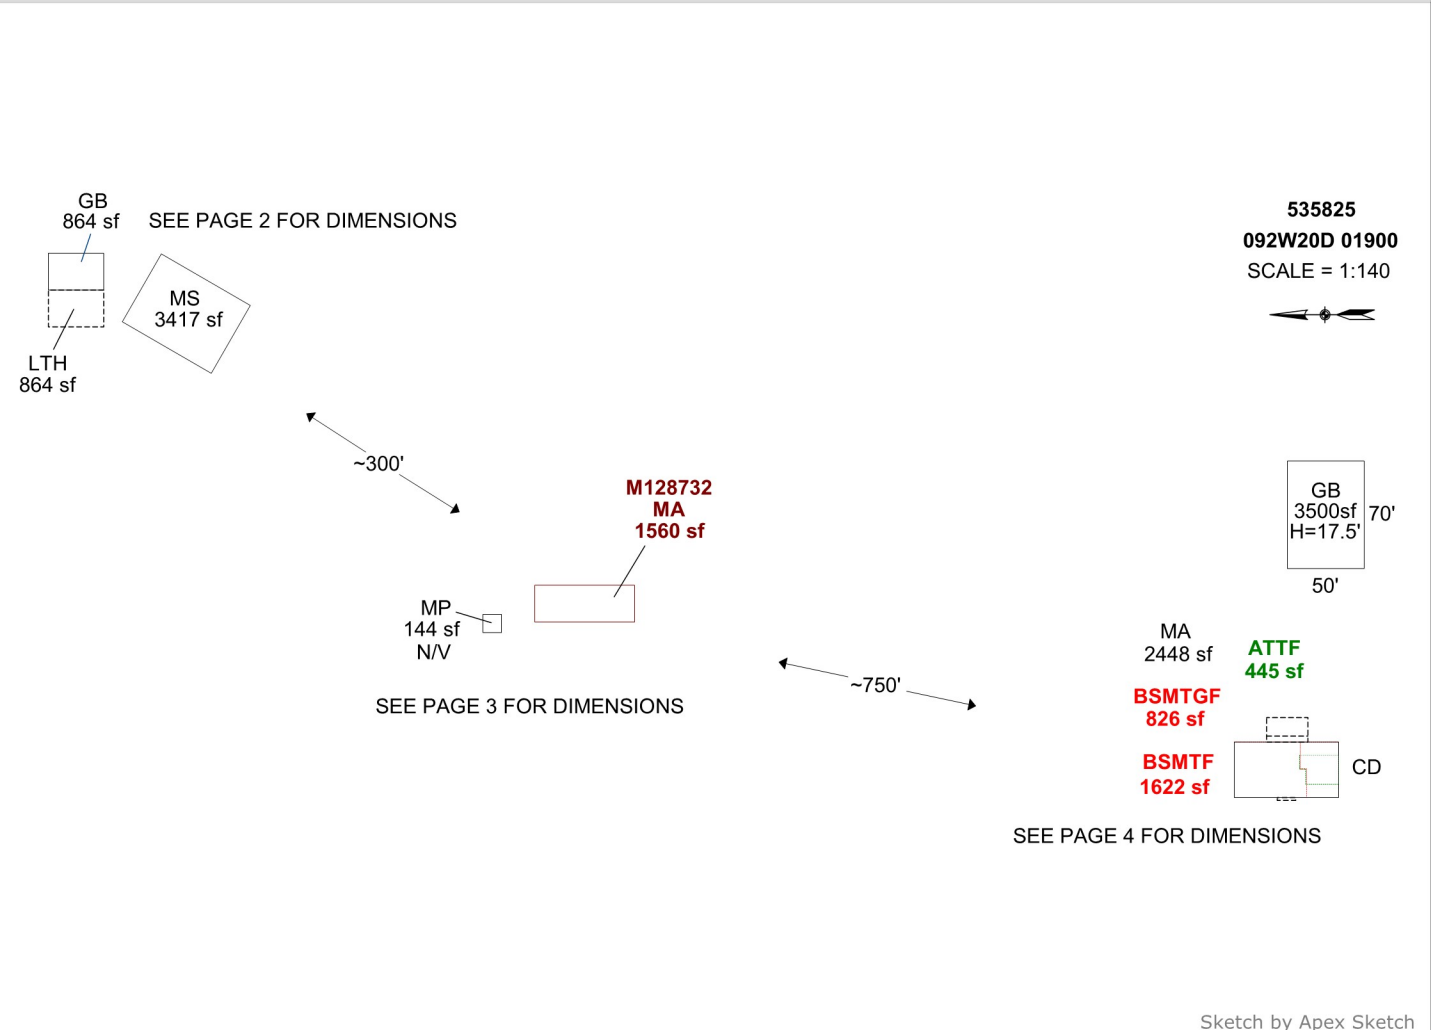 GB
864 sf
SEE PAGE 2 FOR DIMENSIONS
535825
092W20D 01900
SCALE = 1:140
MS
3417 sf
LTH
864 sf
~300'
M128732
MA
1560 sf
GB
3500sf
H=17.5'
70'
50'
MP
144 sf
N/V
SEE PAGE 3 FOR DIMENSIONS
~750'
MA
2448 sf
ATTF
445 sf
BSMTGF
826 sf
BSMTF
1622 sf
CD
SEE PAGE 4 FOR DIMENSIONS
Sketch by Apex Sketch